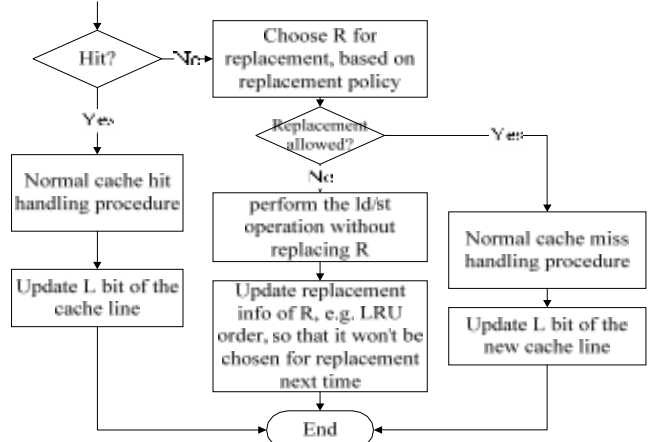 Hit?
No
Choose R for
replacement, based on
replacement policy
Yes
Replacement
allowed?
Yes
No
Normal cache hit
handling procedure
perform the ld/st
operation without
replacing R
Normal cache miss
handling procedure
Update L bit of the
cache line
Update replacement
info of R, e.g. LRU
order, so that it won't be
chosen for replacement
next time
Update L bit of the
new cache line
End